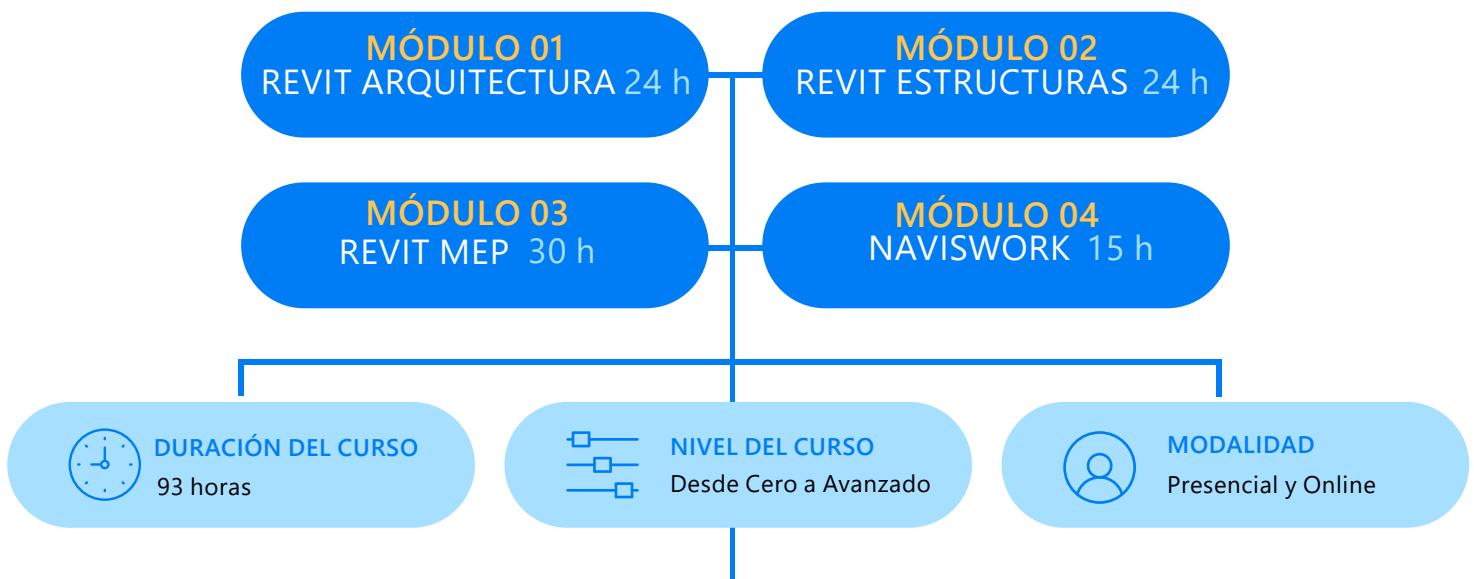 MÓDULO 01
REVIT ARQUITECTURA 24 h
MÓDULO 02
REVIT ESTRUCTURAS 24 h
MÓDULO 03
REVIT MEP 30 h
MÓDULO 04
NAVISWORK 15 h
DURACIÓN DEL CURSO
93 horas
NIVEL DEL CURSO
Desde Cero a Avanzado
MODALIDAD
Presencial y Online